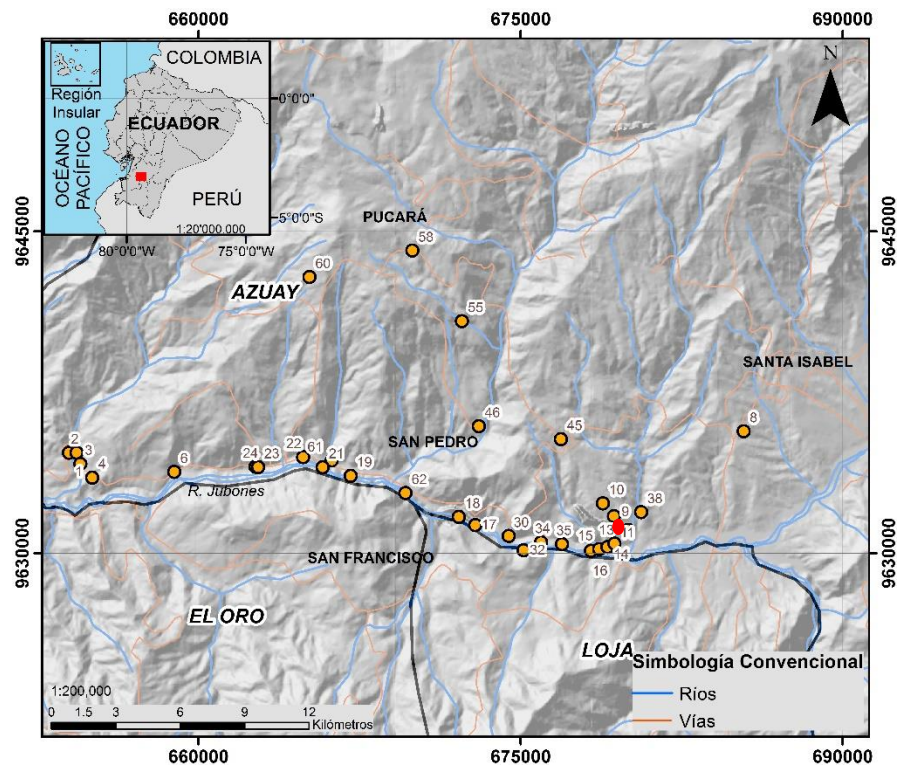 660000 675000 690000
COLOMBIA
Región
Insular
0°0'0"
ECUADOR
OCÉANO
PACÍFICO
PERÚ
1:20'000,000
5°0'0"S
80°0'0"W 75°0'0"W
N
9645000 9645000
PUCARÁ
58
60
AZUAY
55
SANTA ISABEL
8
46
SAN PEDRO
45
2
3
1
4
6
24 23
22 61 21
19
R. Jubones
62
18
17
30
34
35
32
15
16
13
14
10
9
11
38
9630000 9630000
SAN FRANCISCO
EL ORO
LOJA
Simbología Convencional
Ríos
Vías
1:200,000
0 1.5 3 6 9 12
Kilómetros
660000 675000 690000